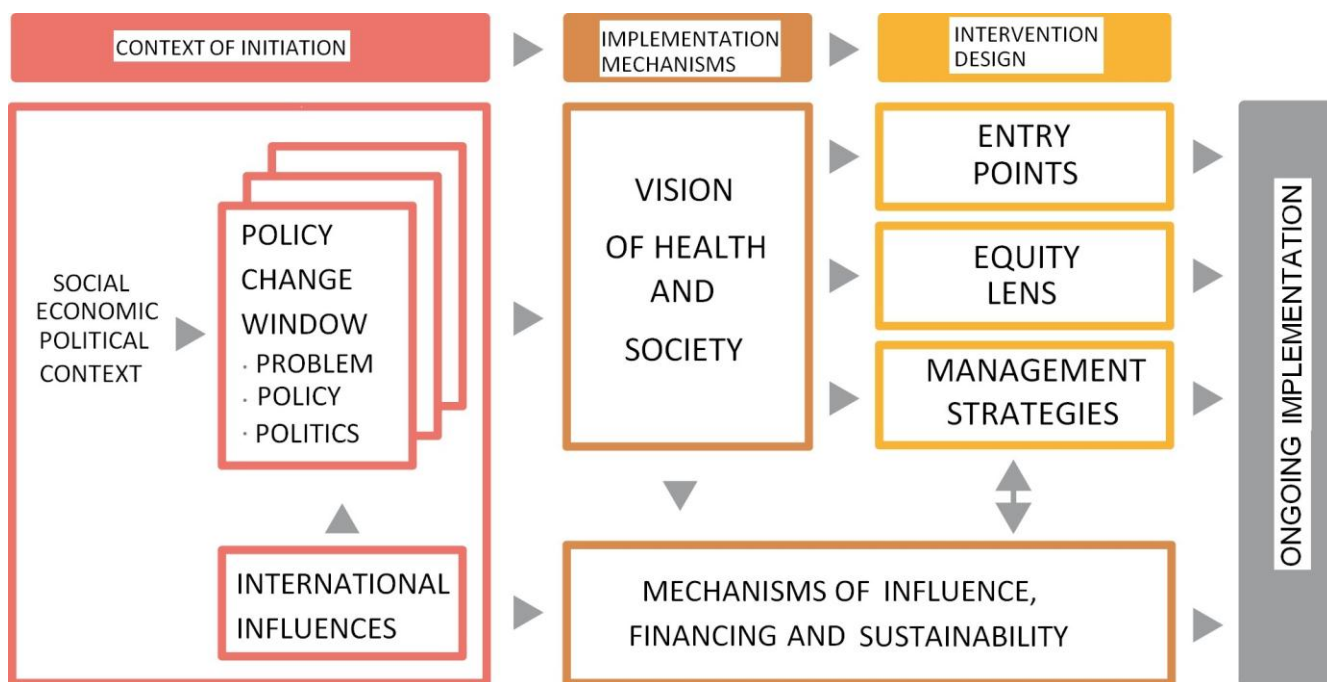 CONTEXT OF INITIATION
IMPLEMENTATION
MECHANISMS
INTERVENTION
DESIGN
SOCIAL
ECONOMIC
POLITICAL
CONTEXT
POLICY
CHANGE
WINDOW
· PROBLEM
· POLICY
· POLITICS
INTERNATIONAL
INFLUENCES
VISION
OF HEALTH
AND
SOCIETY
ENTRY
POINTS
EQUITY
LENS
MANAGEMENT
STRATEGIES
MECHANISMS OF INFLUENCE,
FINANCING AND SUSTAINABILITY
ONGOING IMPLEMENTATION